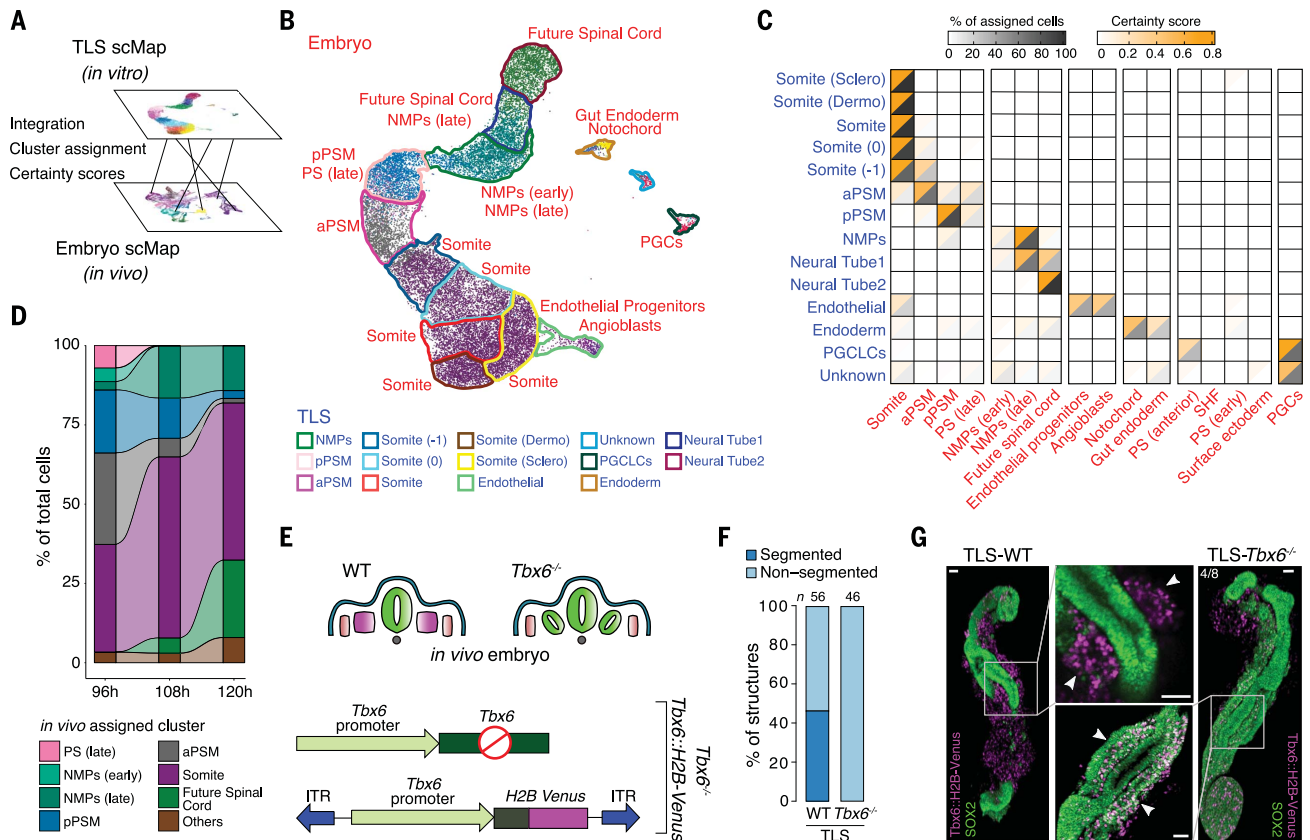 A
TLS scMap
(in vitro)
Integration
Cluster assignment
Certainty scores
Embryo scMap
(in vivo)
B
Embryo
Future Spinal Cord
Future Spinal Cord
NMPs (late)
Gut Endoderm
Notochord
pPSM
PS (late)
NMPs (early)
NMPs (late)
aPSM
PGCs
Somite
Somite
Endothelial Progenitors
Angioblasts
Somite
Somite
Somite
TLS
NMPs
Somite (-1)
Somite (Dermo)
Unknown
Neural Tube1
pPSM
Somite (0)
Somite (Sclero)
PGCLCs
Neural Tube2
aPSM
Somite
Endothelial
Endoderm
C
% of assigned cells
0 20 40 60 80 100
Certainty score
0 0.2 0.4 0.6 0.8
Somite (Sclero)
Somite (Dermo)
Somite
Somite (0)
Somite (-1)
aPSM
pPSM
NMPs
Neural Tube1
Neural Tube2
Endothelial
Endoderm
PGCLCs
Unknown
Somite
aPSM
pPSM
PS (late)
NMPs (early)
NMPs (late)
Future spinal cord
Endothelial progenitors
Angioblasts
Notochord
Gut endoderm
PS (anterior)
SHF
PS (early)
Surface ectoderm
PGCs
D
% of total cells
100
75
50
25
0
96h 108h 120h
in vivo assigned cluster
PS (late)
NMPs (early)
NMPs (late)
pPSM
aPSM
Somite
Future Spinal
Cord
Others
E
WT
Tbx6-/-
in vivo embryo
Tbx6
promoter
Tbx6
Tbx6
promoter
H2B Venus
ITR
ITR
Tbx6-/-
Tbx6::H2B-Venus
F
Segmented
Non–segmented
n 56 46
% of structures
100
80
60
40
20
0
WT Tbx6-/-
TLS
G
TLS-WT
TLS-Tbx6-/-
4/8
Tbx6::H2B-Venus
SOX2
Tbx6::H2B-Venus
SOX2